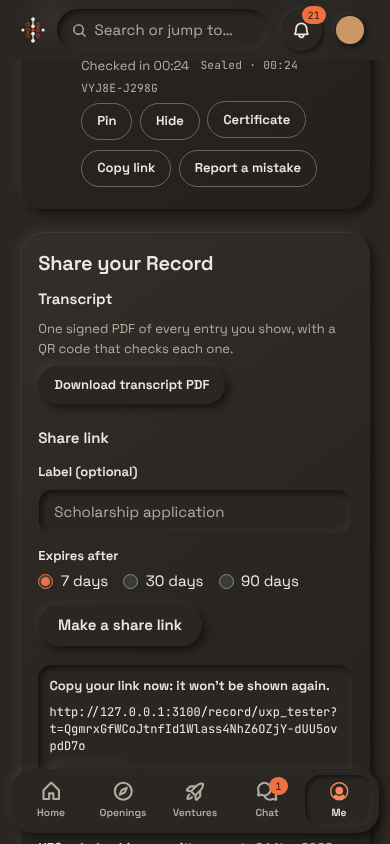 Search or jump to...
21
Checked in 00:24 Sealed · 00:24
VYJ8E-J298G
Pin
Hide
Certificate
Copy link
Report a mistake
Share your Record
Transcript
One signed PDF of every entry you show, with a
QR code that checks each one.
Download transcript PDF
Share link
Label (optional)
Scholarship application
Expires after
7 days
30 days
90 days
Make a share link
Copy your link now: it won't be shown again.
http://127.0.0.1:3100/record/uxp_tester?
t=QgmrxGfWCoJtnfId1Wlass4NhZ6OZjY-dUU5ov
pdD7o
1
Home
Openings
Ventures
Chat
Me